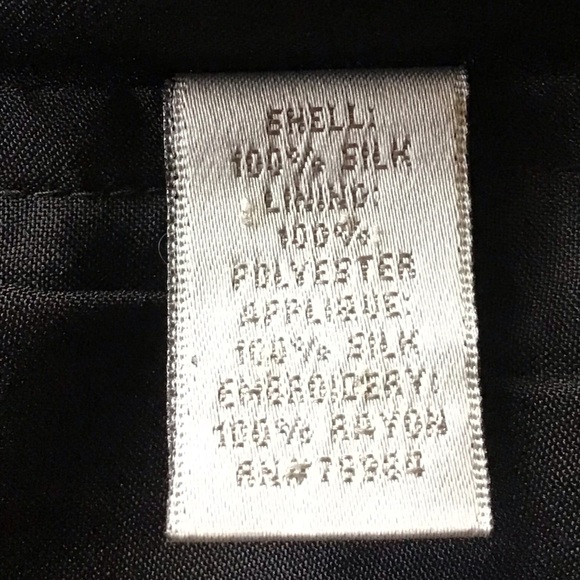 SHELL:
100% SILK
LINING:
100%
POLYESTER
APPLIQUE:
100% SILK
EMBROIDERY:
100% RAYON